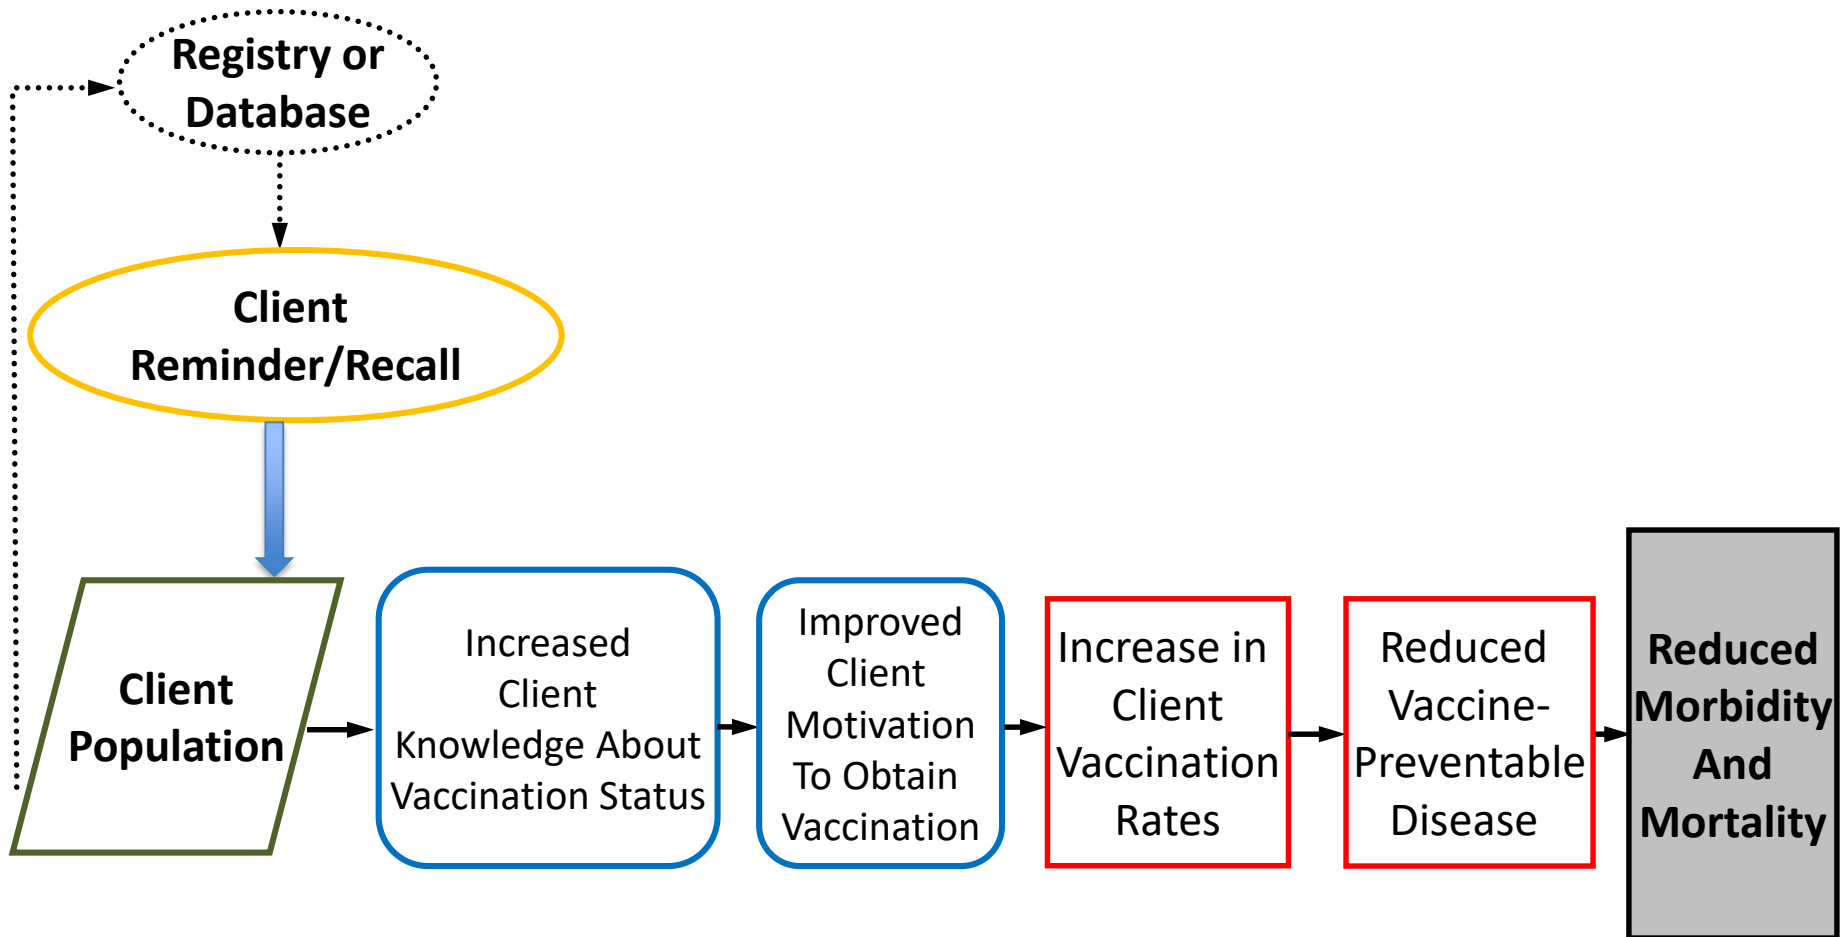 Registry or
Database
Client
Reminder/Recall
Client
Population
Increased
Client
Knowledge About
Vaccination Status
Improved
Client
Motivation
To Obtain
Vaccination
Increase in
Client
Vaccination
Rates
Reduced
Vaccine-
Preventable
Disease
Reduced
Morbidity
And
Mortality